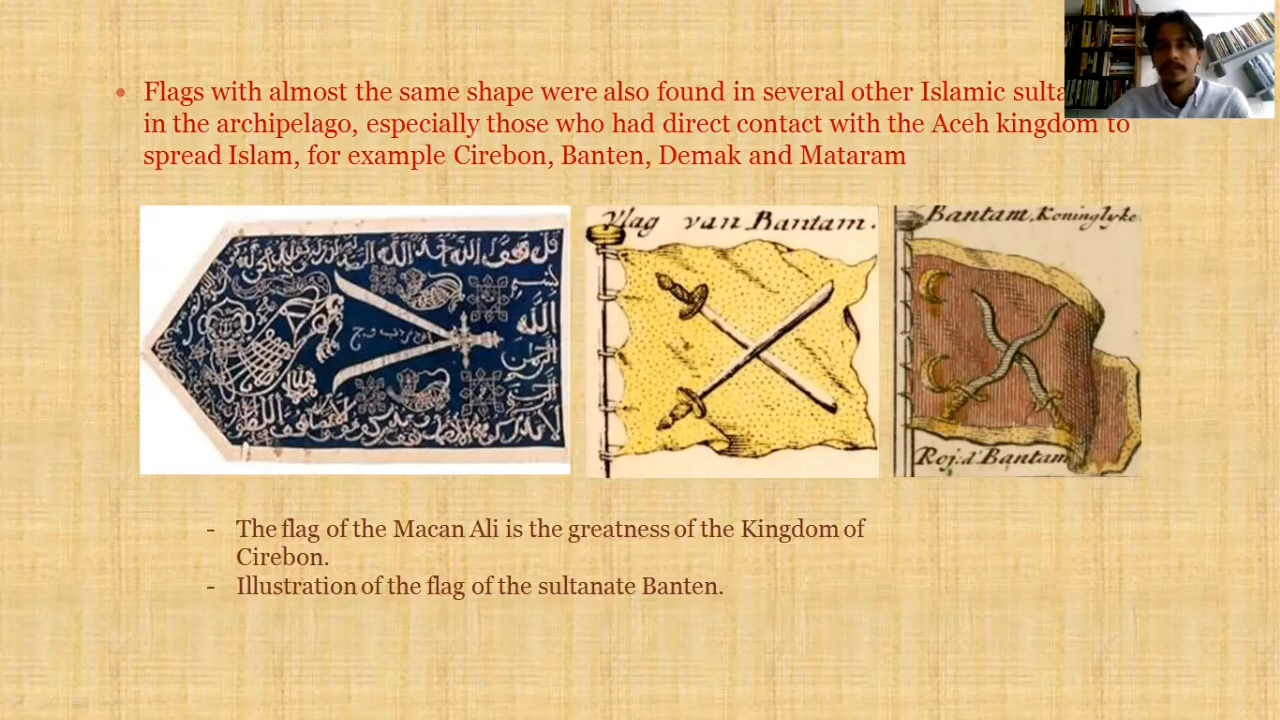 Flags with almost the same shape were also found in several other Islamic
in the archipelago, especially those who had direct contact with the Aceh kingdom to
spread Islam, for example Cirebon, Banten, Demak and Mataram
الله
Vlag van Bantam.
Bantam, Koninglyke
Roj. d'Bantam
- The flag of the Macan Ali is the greatness of the Kingdom of
Cirebon.
- Illustration of the flag of the sultanate Banten.